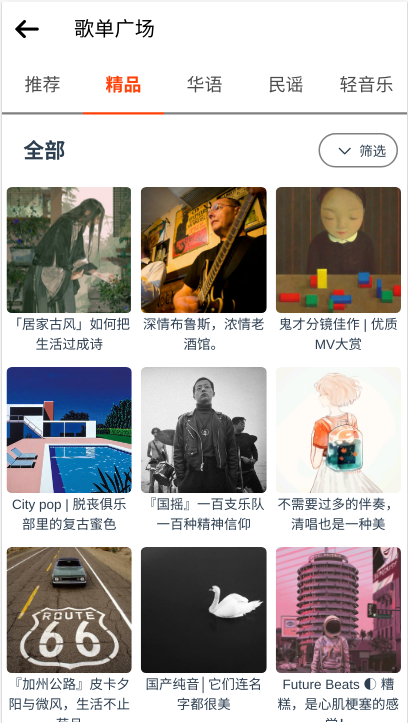 歌单广场
推荐 精品 华语 民谣 轻音乐
全部
筛选
「居家古风」如何把
生活过成诗
深情布鲁斯，浓情老
酒馆。
鬼才分镜佳作 | 优质
MV大赏
City pop | 脱丧俱乐
部里的复古蜜色
『国摇』一百支乐队
一百种精神信仰
不需要过多的伴奏，
清唱也是一种美
ROUTE
66
『加州公路』皮卡夕
阳与微风，生活不止
国产纯音│它们连名
字都很美
Future Beats ◐ 糟
糕，是心肌梗塞的感